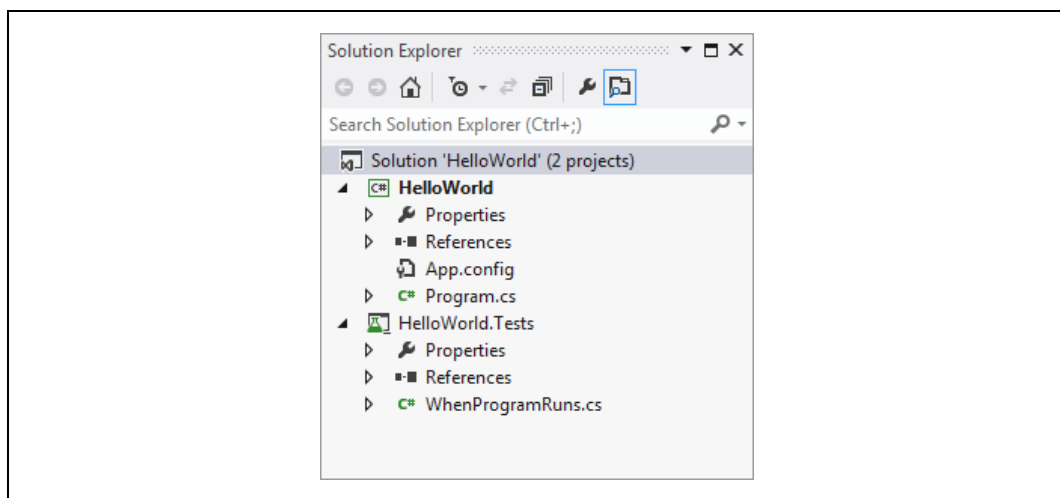 Solution Explorer
Search Solution Explorer (Ctrl+;)
Solution 'HelloWorld' (2 projects)
C# HelloWorld
Properties
References
App.config
C# Program.cs
HelloWorld.Tests
Properties
References
C# WhenProgramRuns.cs